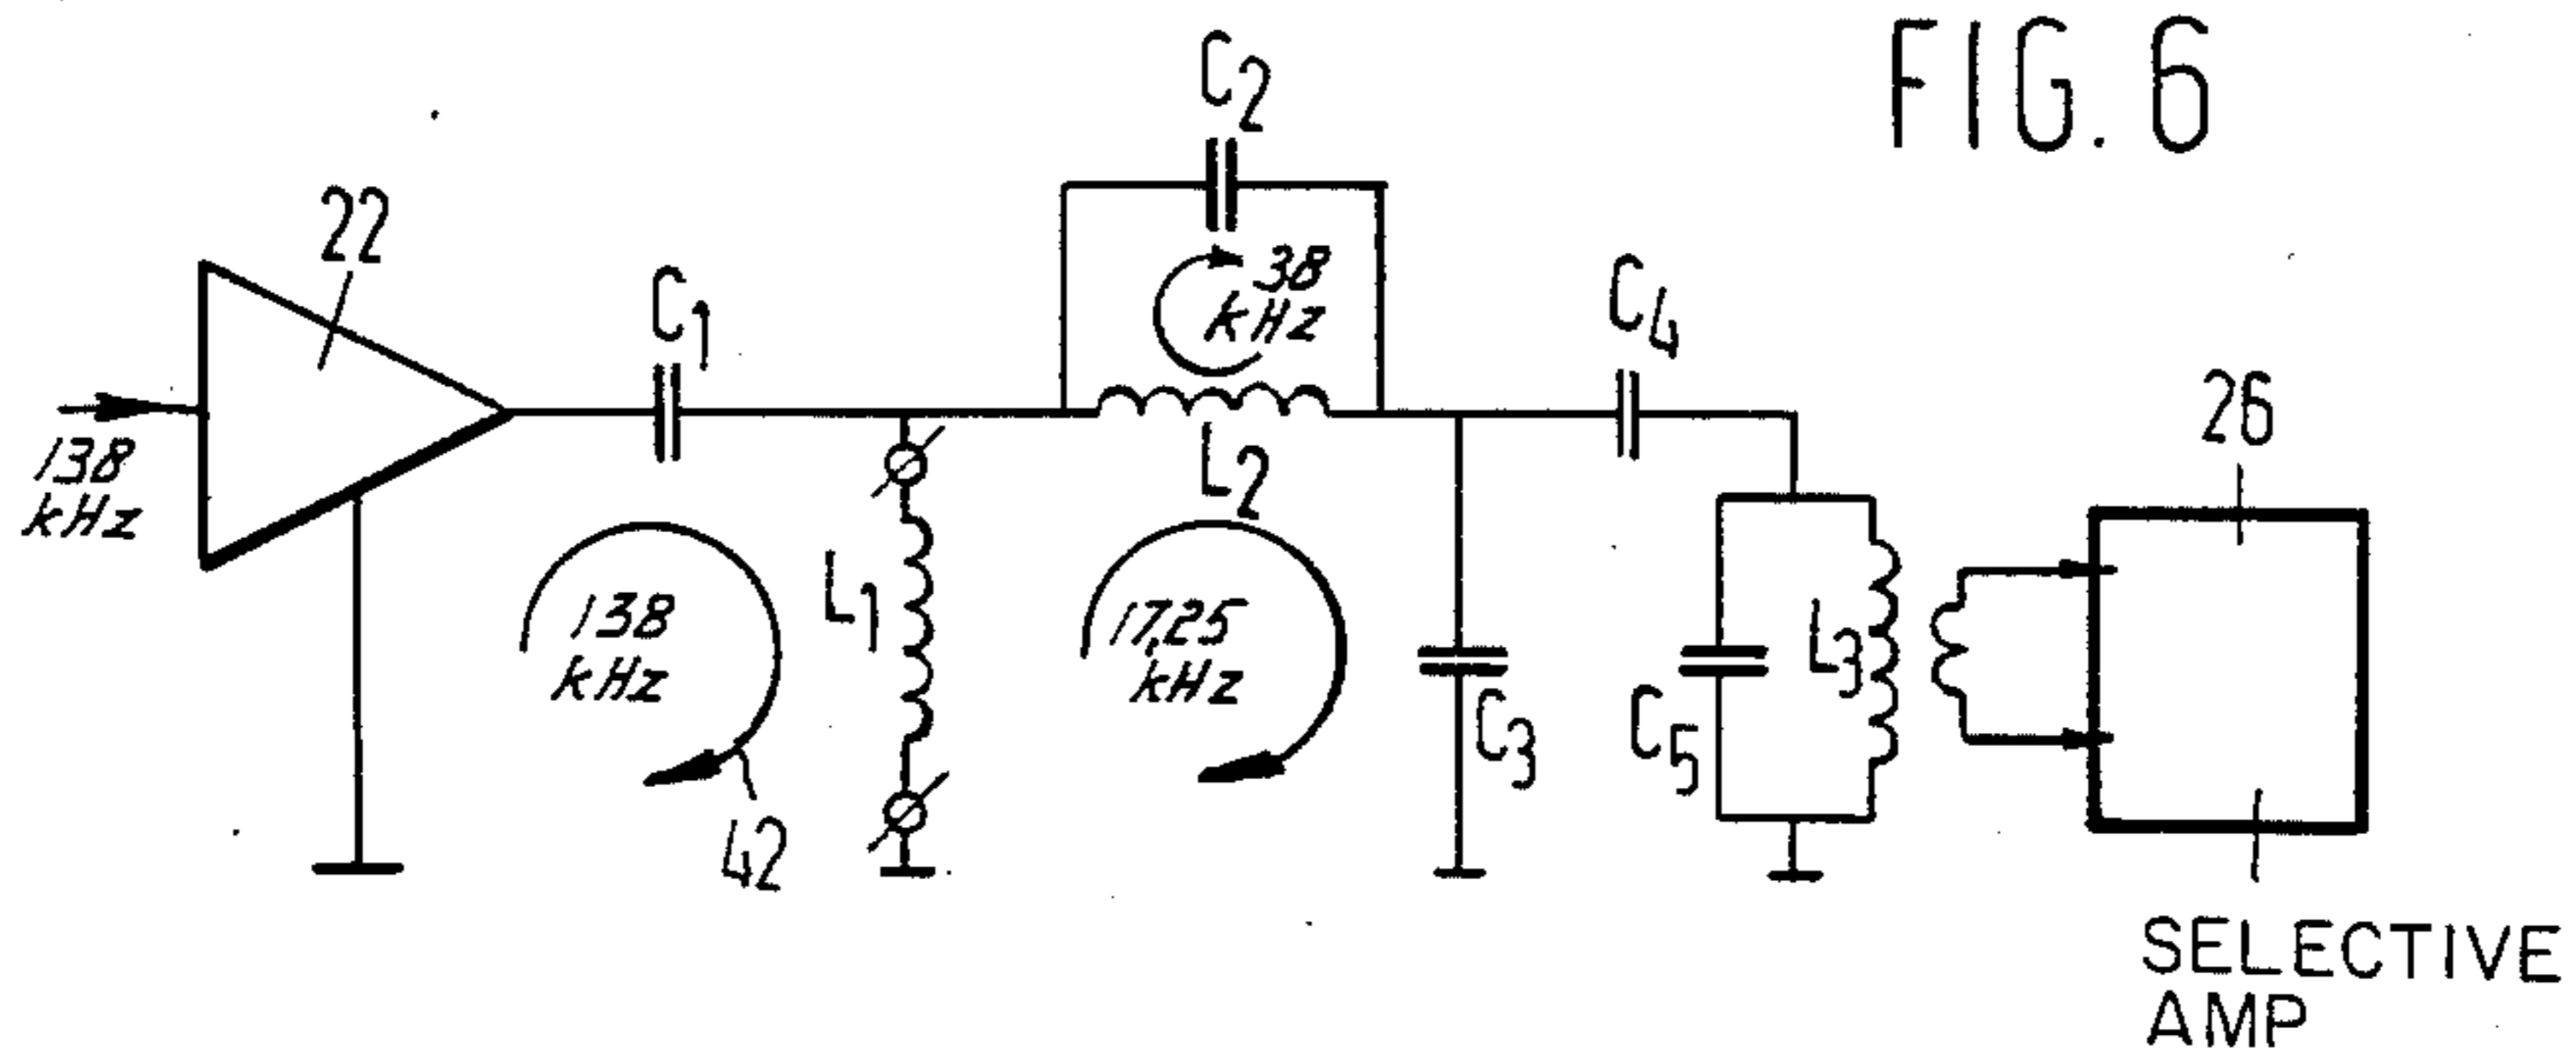 FIG. 6
C2
22
38
kHz
C1
C4
138
kHz
L2
26
138
kHz
L1
17,25
kHz
C3
C5
L3
42
SELECTIVE
AMP